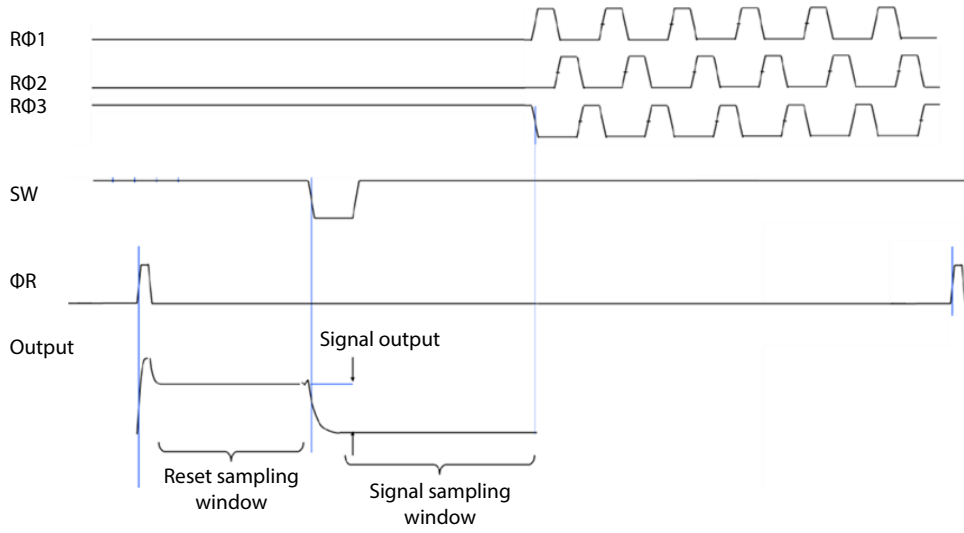 RΦ1
RΦ2
RΦ3
SW
ΦR
Output
Signal output
Reset sampling
window
Signal sampling
window